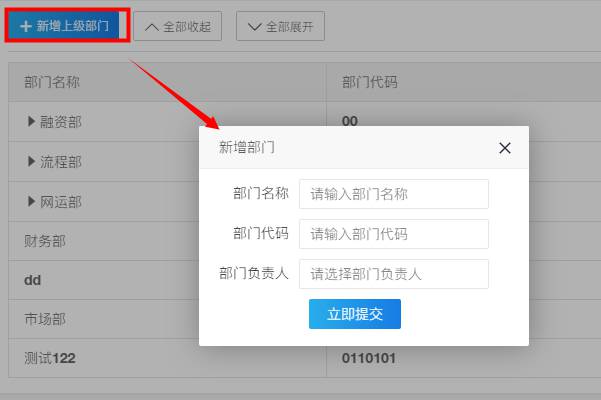 新增上级部门 全部收起 全部展开
部门名称 部门代码
融资部 00
流程部
网运部
财务部
dd
市场部
测试122 0110101
新增部门
部门名称 请输入部门名称
部门代码 请输入部门代码
部门负责人 请选择部门负责人
立即提交